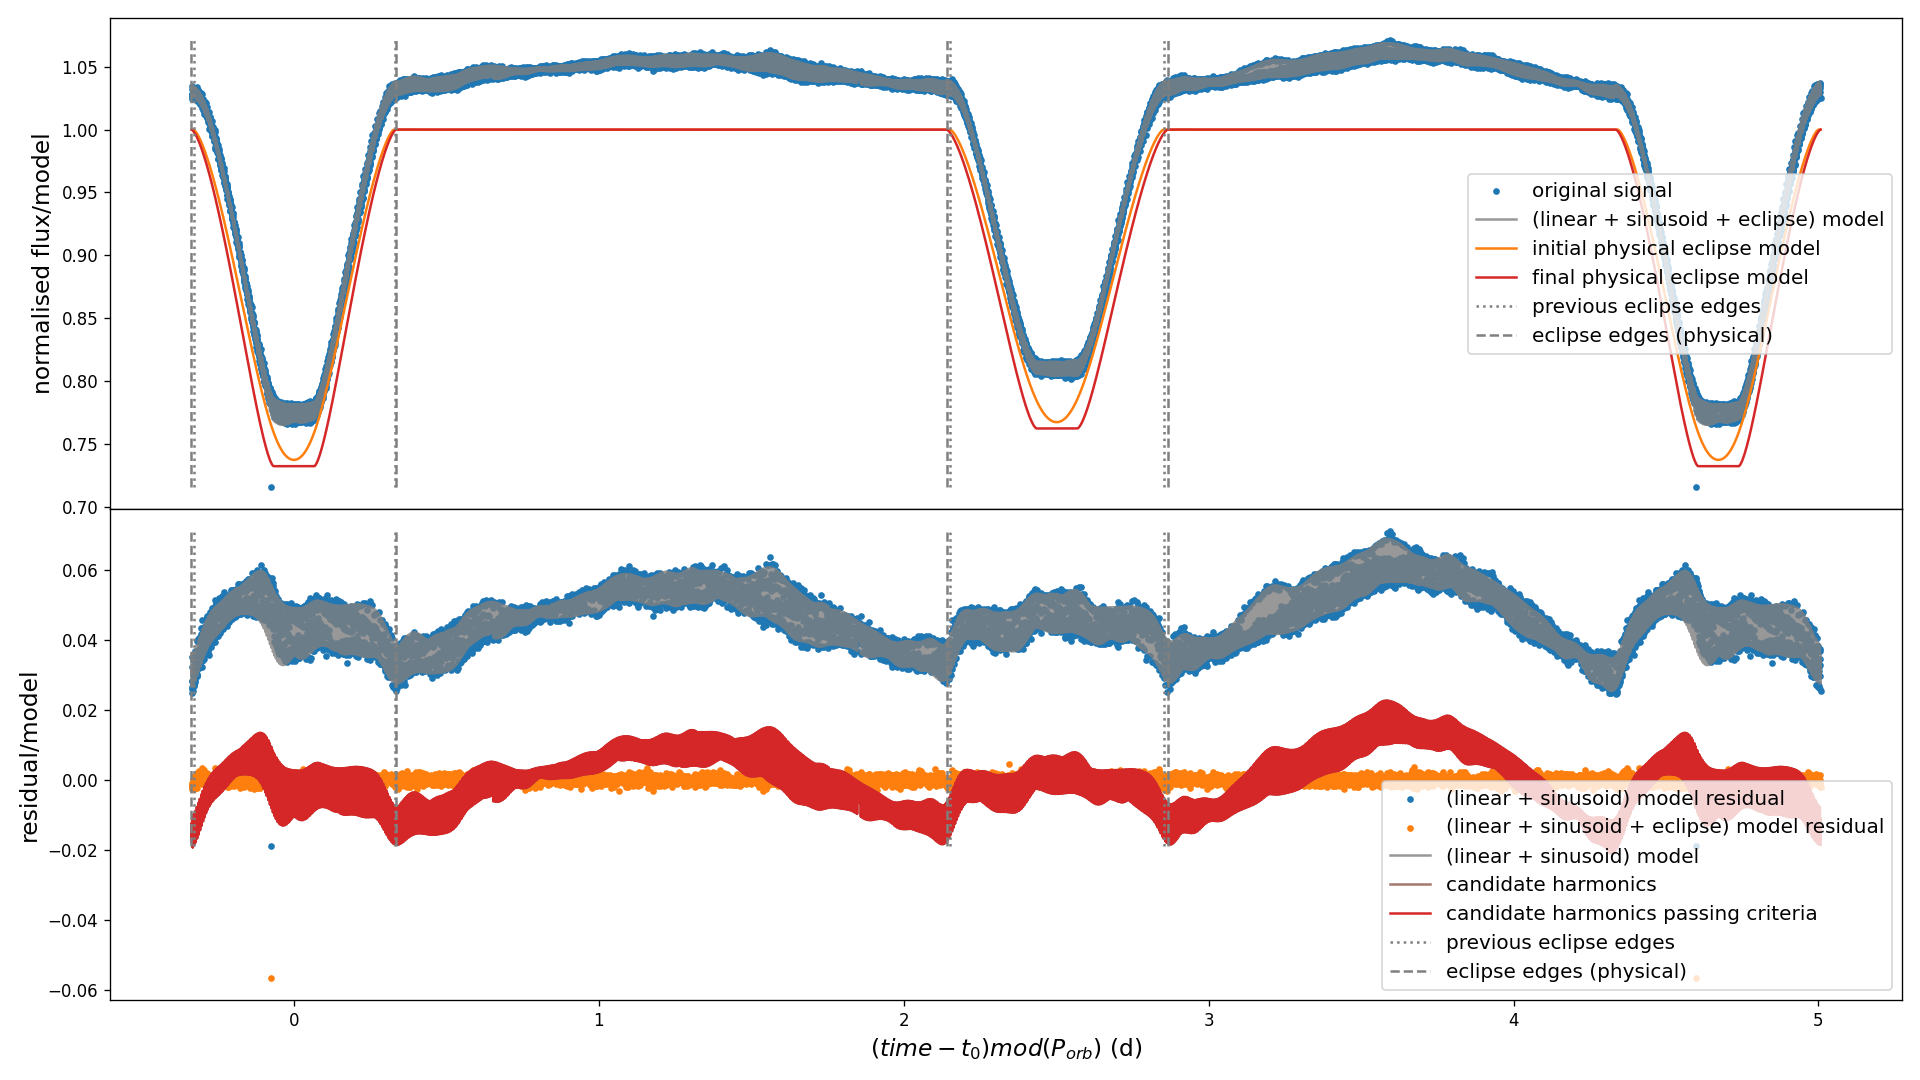 1.05
1.00
0.95
0.90
0.85
0.80
0.75
0.70
normalised flux/model
original signal
(linear + sinusoid + eclipse) model
initial physical eclipse model
final physical eclipse model
previous eclipse edges
eclipse edges (physical)
0.06
0.04
0.02
0.00
−0.02
−0.04
−0.06
residual/model
(linear + sinusoid) model residual
(linear + sinusoid + eclipse) model residual
(linear + sinusoid) model
candidate harmonics
candidate harmonics passing criteria
previous eclipse edges
eclipse edges (physical)
0 1 2 3 4 5
(time − t₀)mod(P_orb) (d)